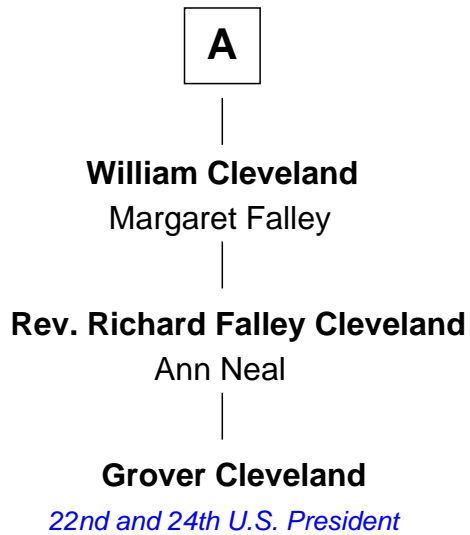 A
William Cleveland
Margaret Falley
Rev. Richard Falley Cleveland
Ann Neal
Grover Cleveland
22nd and 24th U.S. President